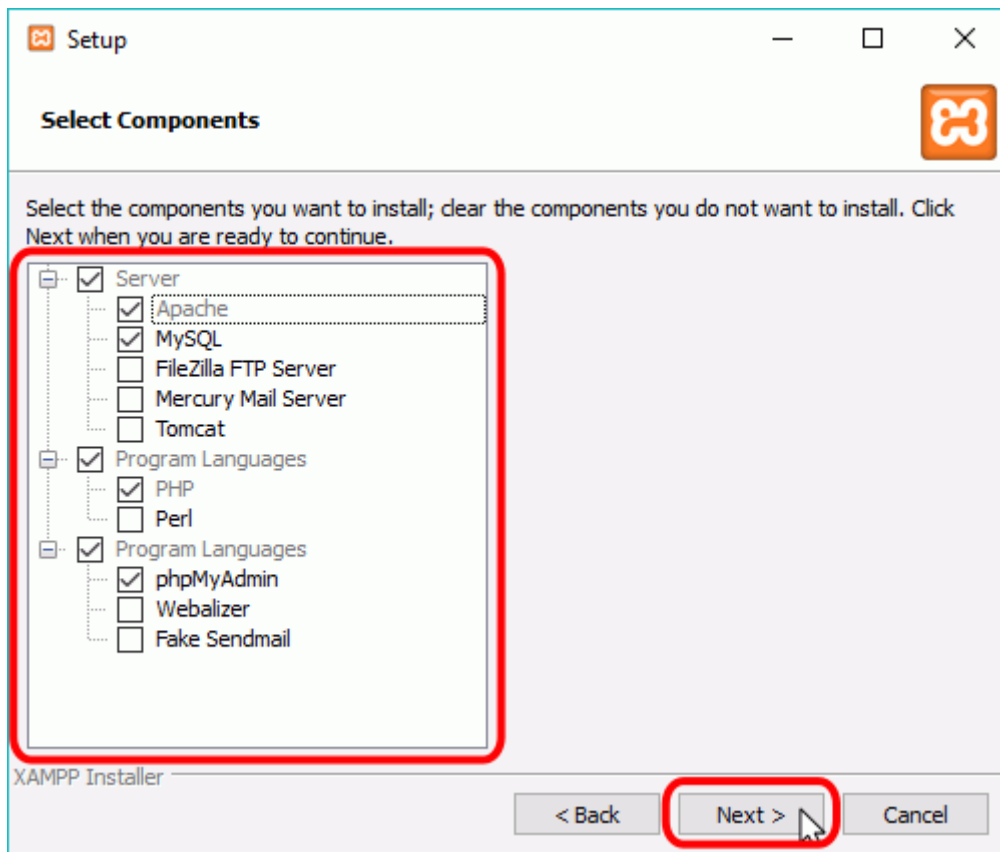 Setup
Select Components
Select the components you want to install; clear the components you do not want to install. Click
Next when you are ready to continue.
Server
Apache
MySQL
FileZilla FTP Server
Mercury Mail Server
Tomcat
Program Languages
PHP
Perl
Program Languages
phpMyAdmin
Webalizer
Fake Sendmail
XAMPP Installer
< Back
Next >
Cancel